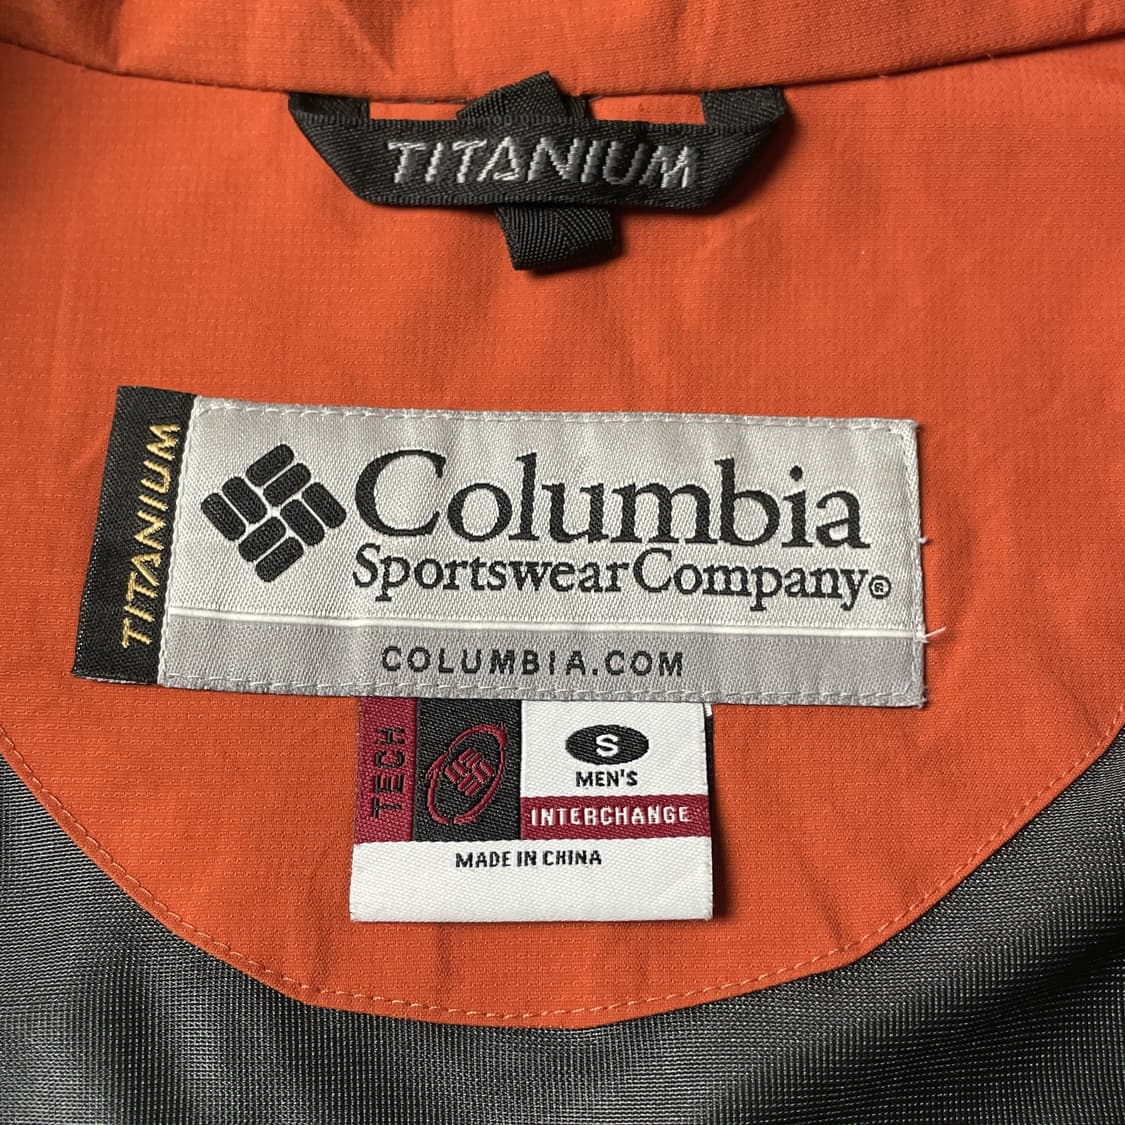 TITANIUM
TITANIUM
Columbia
Sportswear Company®
COLUMBIA.COM
TECH
S
MEN'S
INTERCHANGE
MADE IN CHINA